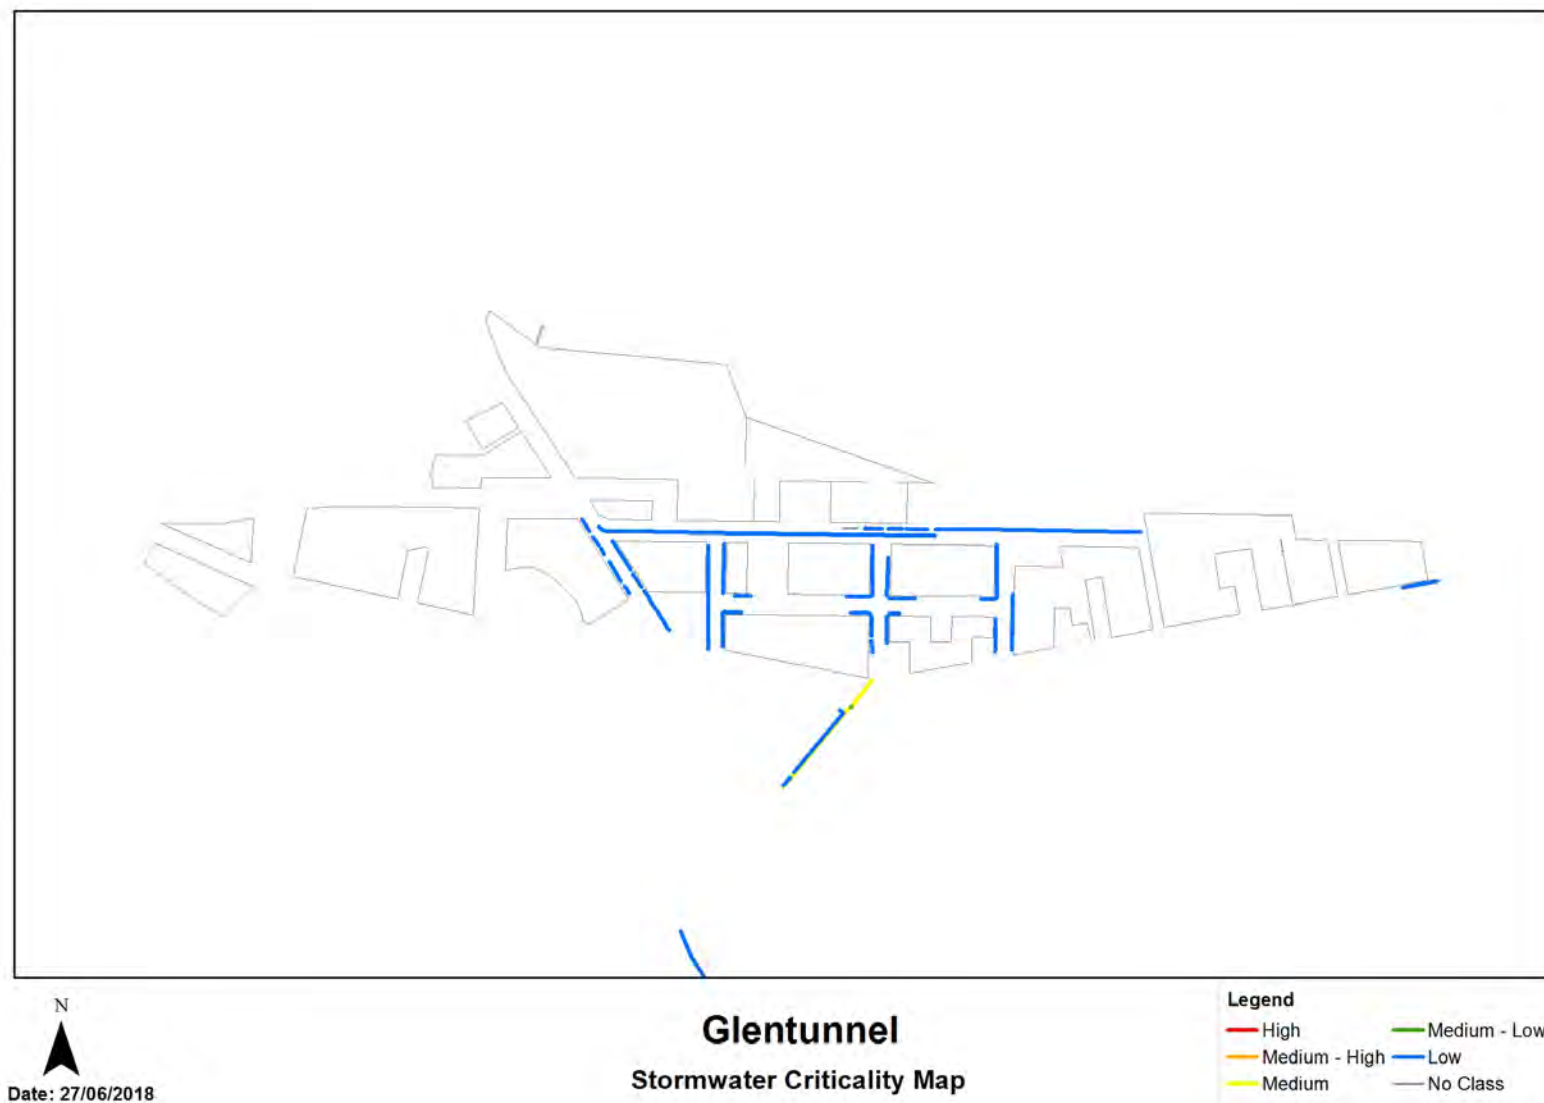 N
Date: 27/06/2018
Glentunnel
Stormwater Criticality Map
Legend
High
Medium - High
Medium
Medium - Low
Low
No Class